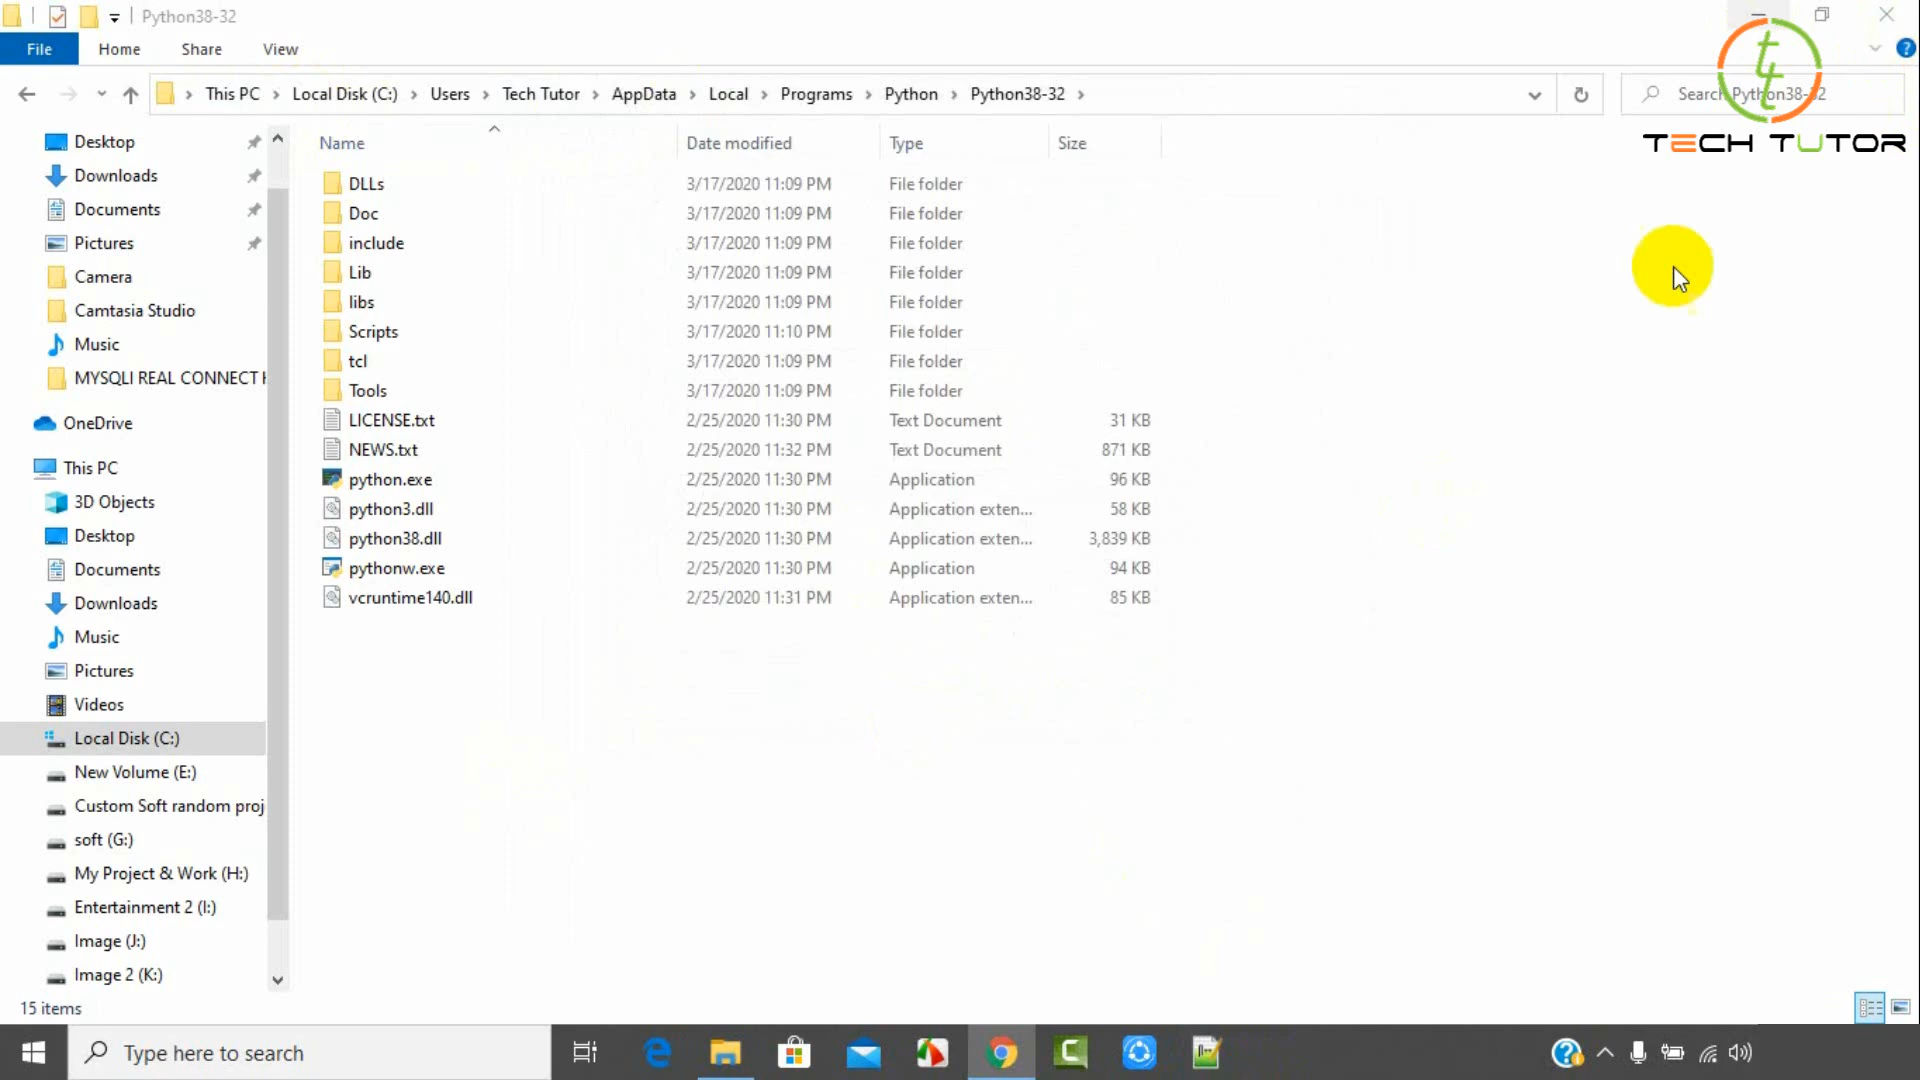 Python38-32
File Home Share View
This PC Local Disk (C:) Users Tech Tutor AppData Local Programs Python Python38-32 Search Python38-32
TECH TUTOR
Name Date modified Type Size
Desktop
Downloads
Documents
Pictures
Camera
Camtasia Studio
Music
MYSQLI REAL CONNECT
OneDrive
This PC
3D Objects
Desktop
Documents
Downloads
Music
Pictures
Videos
Local Disk (C:)
New Volume (E:)
Custom Soft random proj
soft (G:)
My Project & Work (H:)
Entertainment 2 (I:)
Image (J:)
Image 2 (K:)
DLLs 3/17/2020 11:09 PM File folder
Doc 3/17/2020 11:09 PM File folder
include 3/17/2020 11:09 PM File folder
Lib 3/17/2020 11:09 PM File folder
libs 3/17/2020 11:09 PM File folder
Scripts 3/17/2020 11:10 PM File folder
tcl 3/17/2020 11:09 PM File folder
Tools 3/17/2020 11:09 PM File folder
LICENSE.txt 2/25/2020 11:30 PM Text Document 31 KB
NEWS.txt 2/25/2020 11:32 PM Text Document 871 KB
python.exe 2/25/2020 11:30 PM Application 96 KB
python3.dll 2/25/2020 11:30 PM Application exten... 58 KB
python38.dll 2/25/2020 11:30 PM Application exten... 3,839 KB
pythonw.exe 2/25/2020 11:30 PM Application 94 KB
vcruntime140.dll 2/25/2020 11:31 PM Application exten... 85 KB
15 items
Type here to search